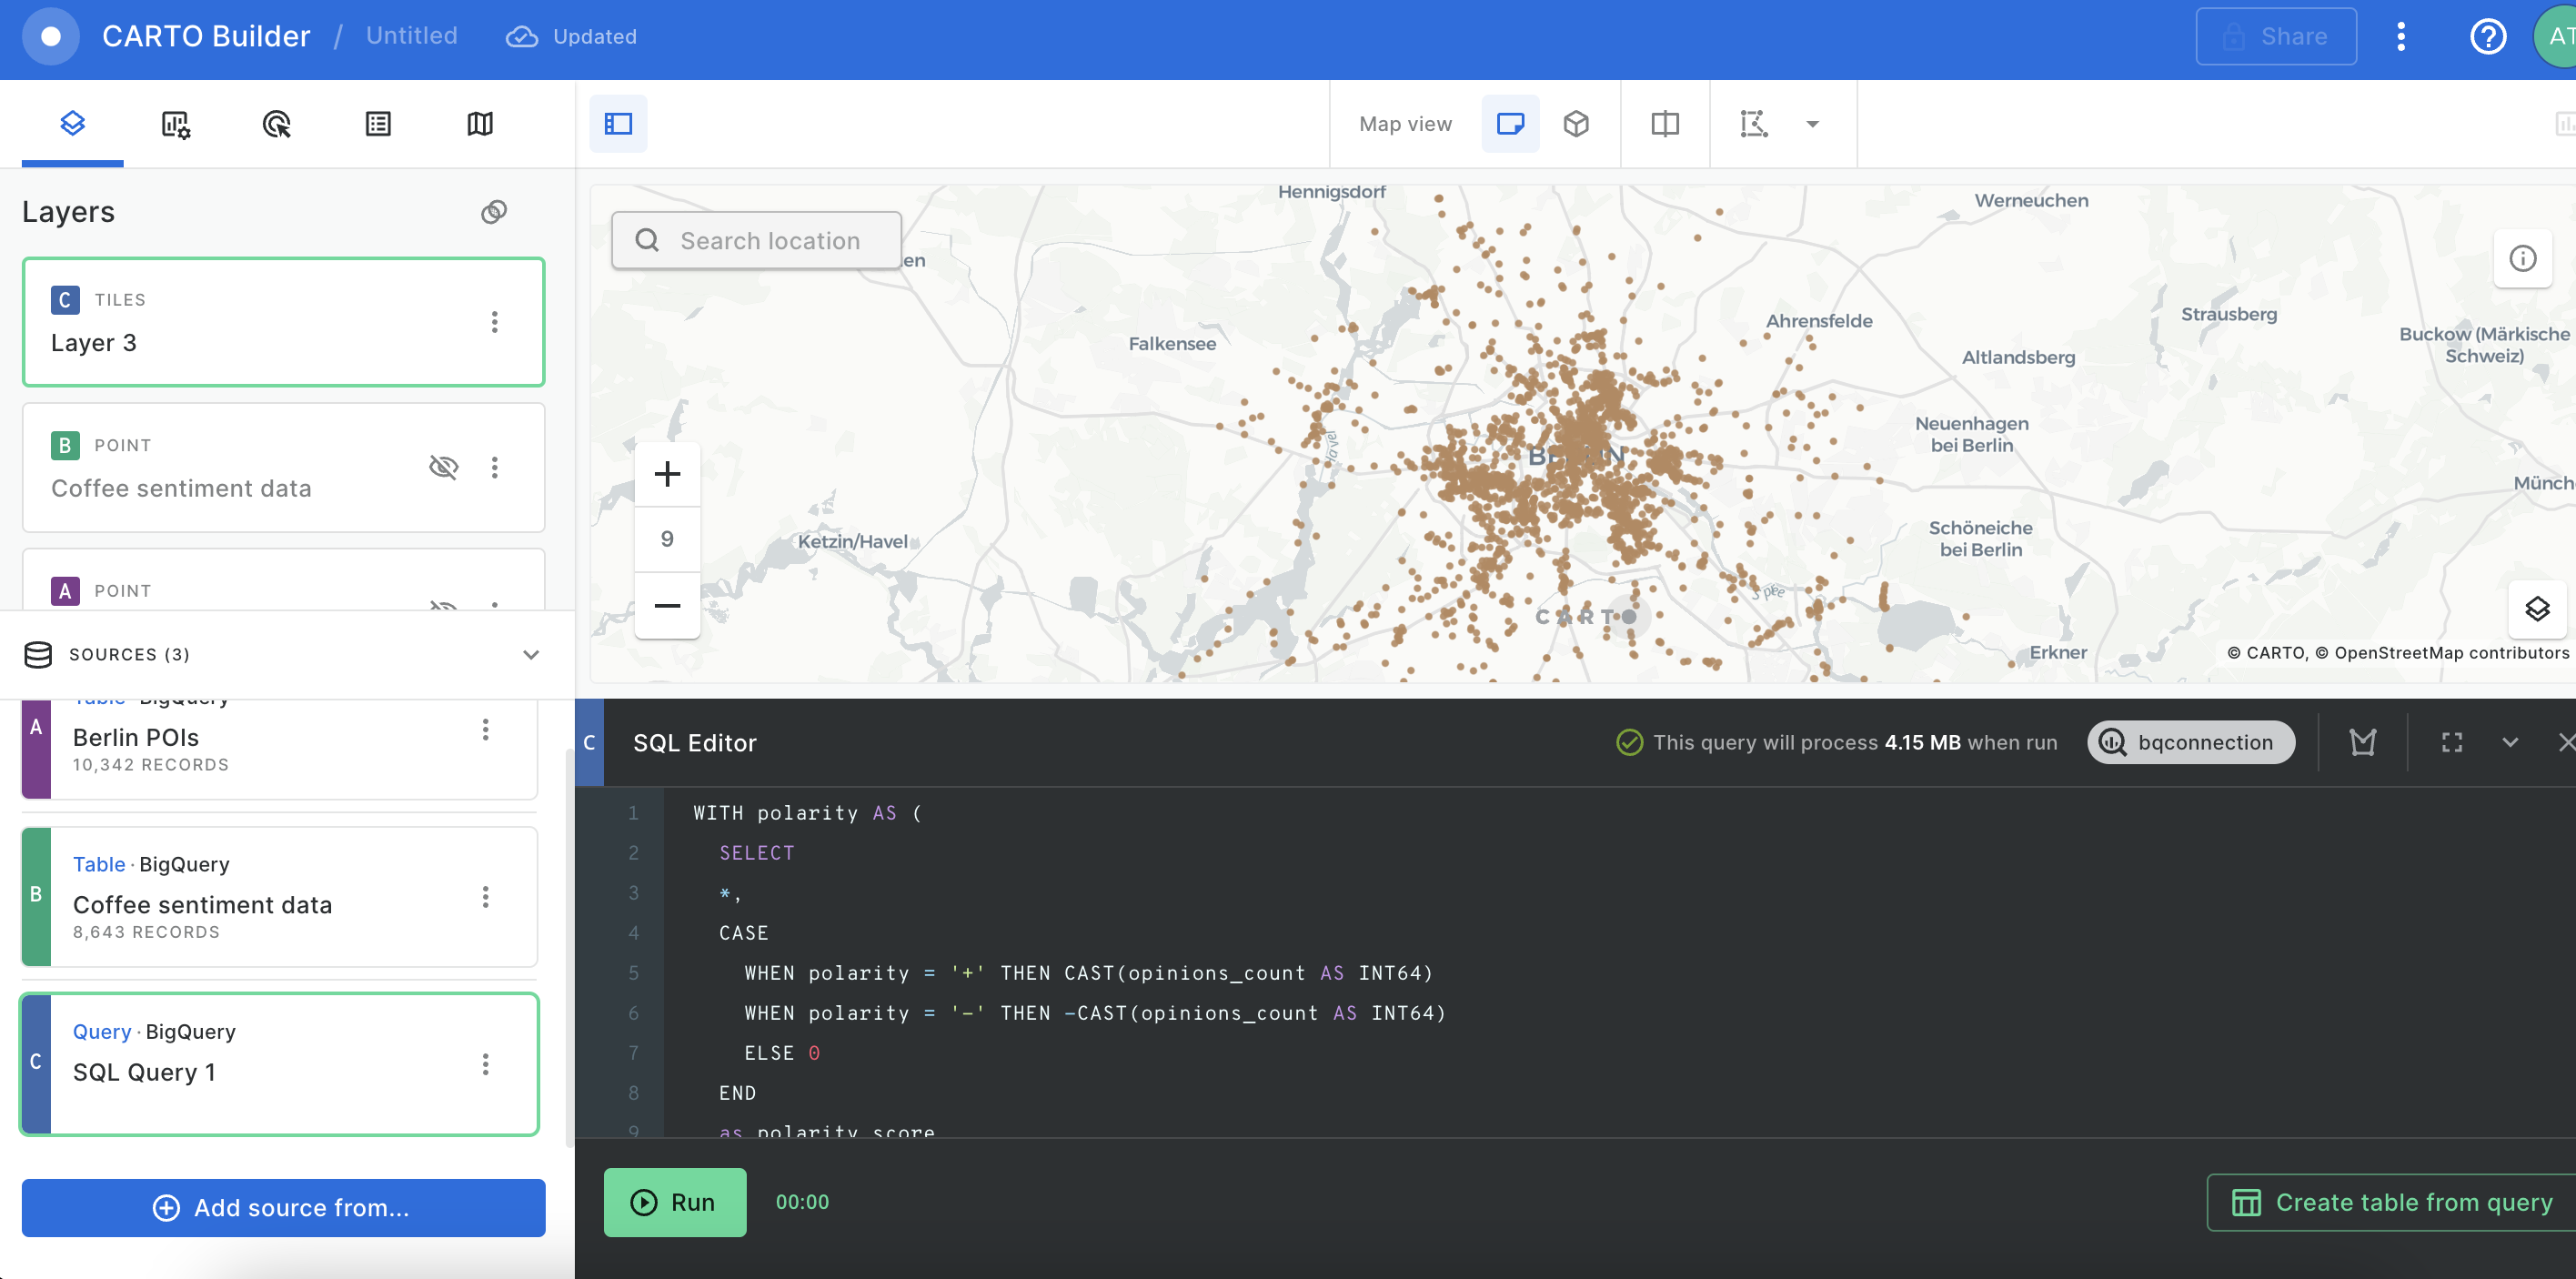 CARTO Builder / Untitled Updated Share AT
Map view
Layers
C TILES
Layer 3
B POINT
Coffee sentiment data
A POINT
SOURCES (3)
Table · BigQuery
A
Berlin POIs
10,342 RECORDS
Table · BigQuery
B
Coffee sentiment data
8,643 RECORDS
Query · BigQuery
C
SQL Query 1
Add source from...
Search location
en
Hennigsdorf
Werneuchen
Falkensee
Ahrensfelde
Strausberg
Altlandsberg
Buckow (Märkische
Schweiz)
Neuenhagen
bei Berlin
BERLIN
Münch
Schöneiche
bei Berlin
Ketzin/Havel
Havel
Spree
Erkner
CARTO
9
© CARTO, © OpenStreetMap contributors
C SQL Editor This query will process 4.15 MB when run bqconnection
1 WITH polarity AS (
2 SELECT
3 *,
4 CASE
5 WHEN polarity = '+' THEN CAST(opinions_count AS INT64)
6 WHEN polarity = '-' THEN -CAST(opinions_count AS INT64)
7 ELSE 0
8 END
9 as polarity_score
Run 00:00 Create table from query